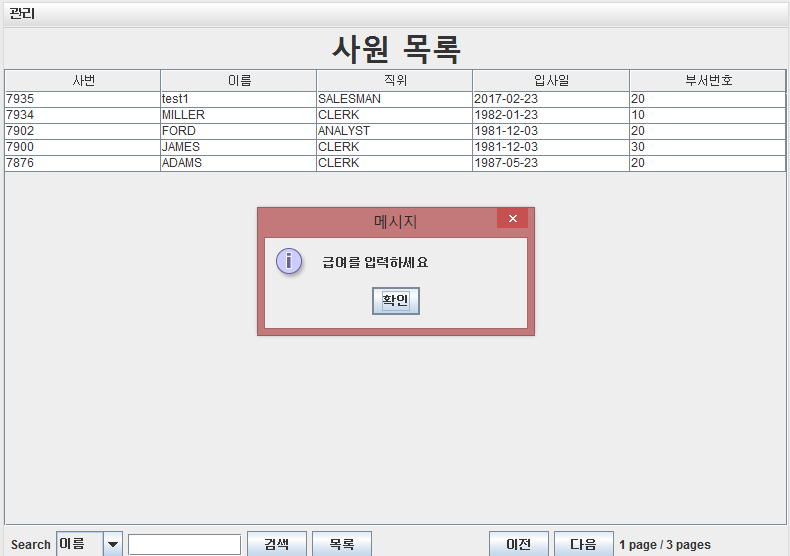 관리
사원 목록
사번 이름 직위 입사일 부서번호
7935 test1 SALESMAN 2017-02-23 20
7934 MILLER CLERK 1982-01-23 10
7902 FORD ANALYST 1981-12-03 20
7900 JAMES CLERK 1981-12-03 30
7876 ADAMS CLERK 1987-05-23 20
메시지
급여를 입력하세요
확인
Search 이름 검색 목록 이전 다음 1 page / 3 pages